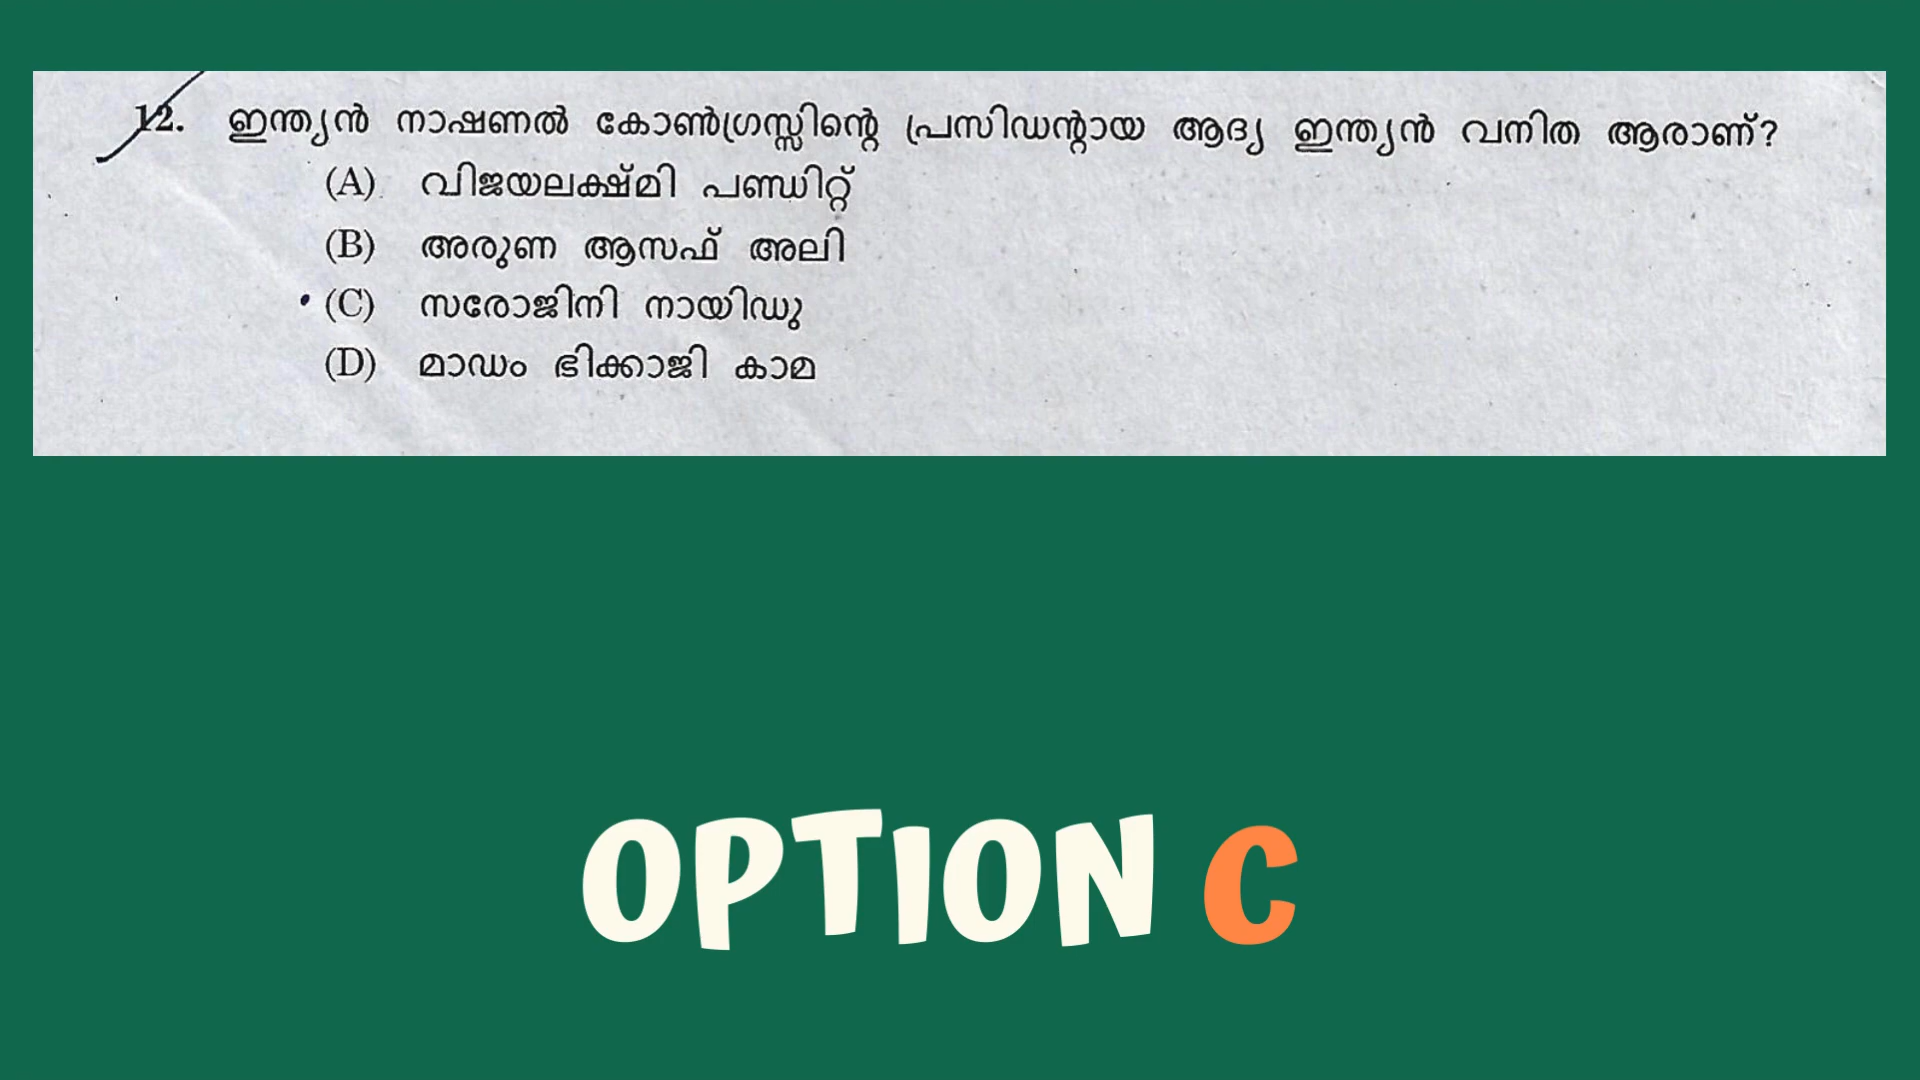 12. ഇന്ത്യൻ നാഷണൽ കോൺഗ്രസ്സിന്റെ പ്രസിഡന്റായ ആദ്യ ഇന്ത്യൻ വനിത ആരാണ്?
(A) വിജയലക്ഷ്മി പണ്ഡിറ്റ്
(B) അരുണ ആസഫ് അലി
(C) സരോജിനി നായിഡു
(D) മാഡം ഭിക്കാജി കാമ
OPTION C